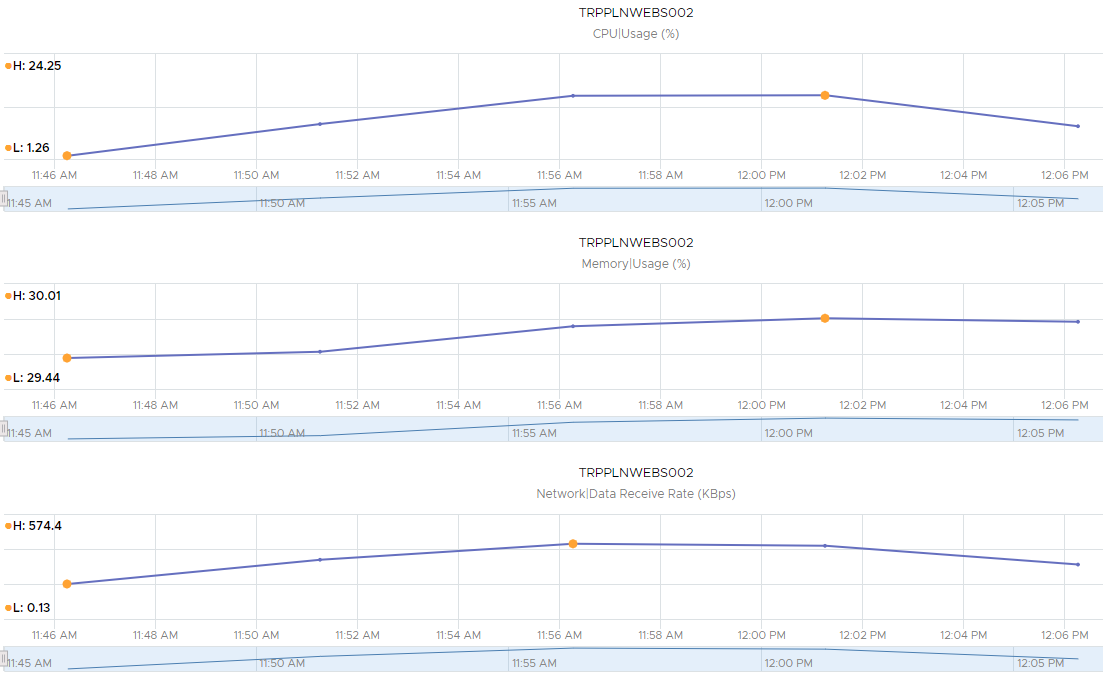 TRPPLNWEBS002
CPU|Usage (%)
H: 24.25
L: 1.26
11:46 AM 11:48 AM 11:50 AM 11:52 AM 11:54 AM 11:56 AM 11:58 AM 12:00 PM 12:02 PM 12:04 PM 12:06 PM
11:45 AM 11:50 AM 11:55 AM 12:00 PM 12:05 PM
TRPPLNWEBS002
Memory|Usage (%)
H: 30.01
L: 29.44
11:46 AM 11:48 AM 11:50 AM 11:52 AM 11:54 AM 11:56 AM 11:58 AM 12:00 PM 12:02 PM 12:04 PM 12:06 PM
11:45 AM 11:50 AM 11:55 AM 12:00 PM 12:05 PM
TRPPLNWEBS002
Network|Data Receive Rate (KBps)
H: 574.4
L: 0.13
11:46 AM 11:48 AM 11:50 AM 11:52 AM 11:54 AM 11:56 AM 11:58 AM 12:00 PM 12:02 PM 12:04 PM 12:06 PM
11:45 AM 11:50 AM 11:55 AM 12:00 PM 12:05 PM